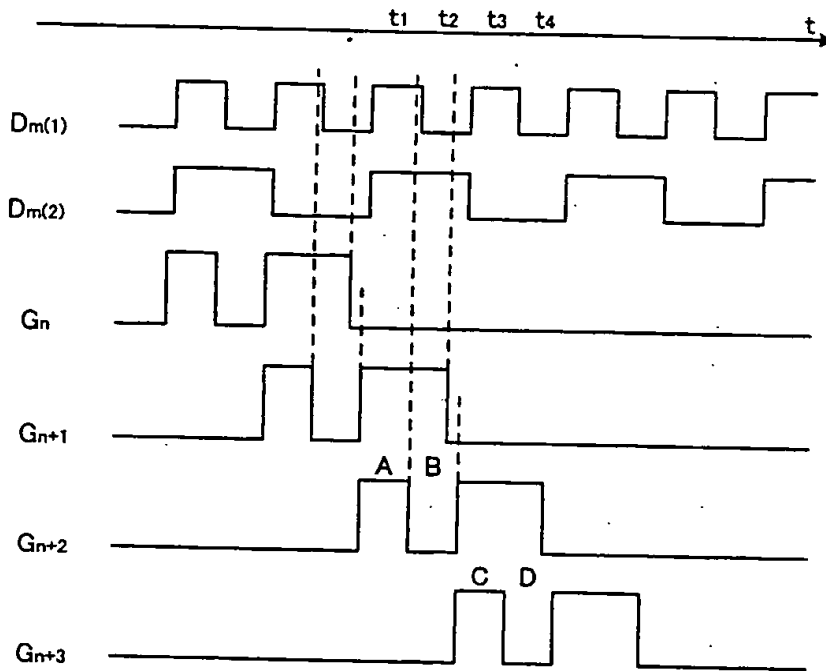 t1 t2 t3 t4 t
Dm(1)
Dm(2)
Gn
Gn+1
A B
Gn+2
C D
Gn+3